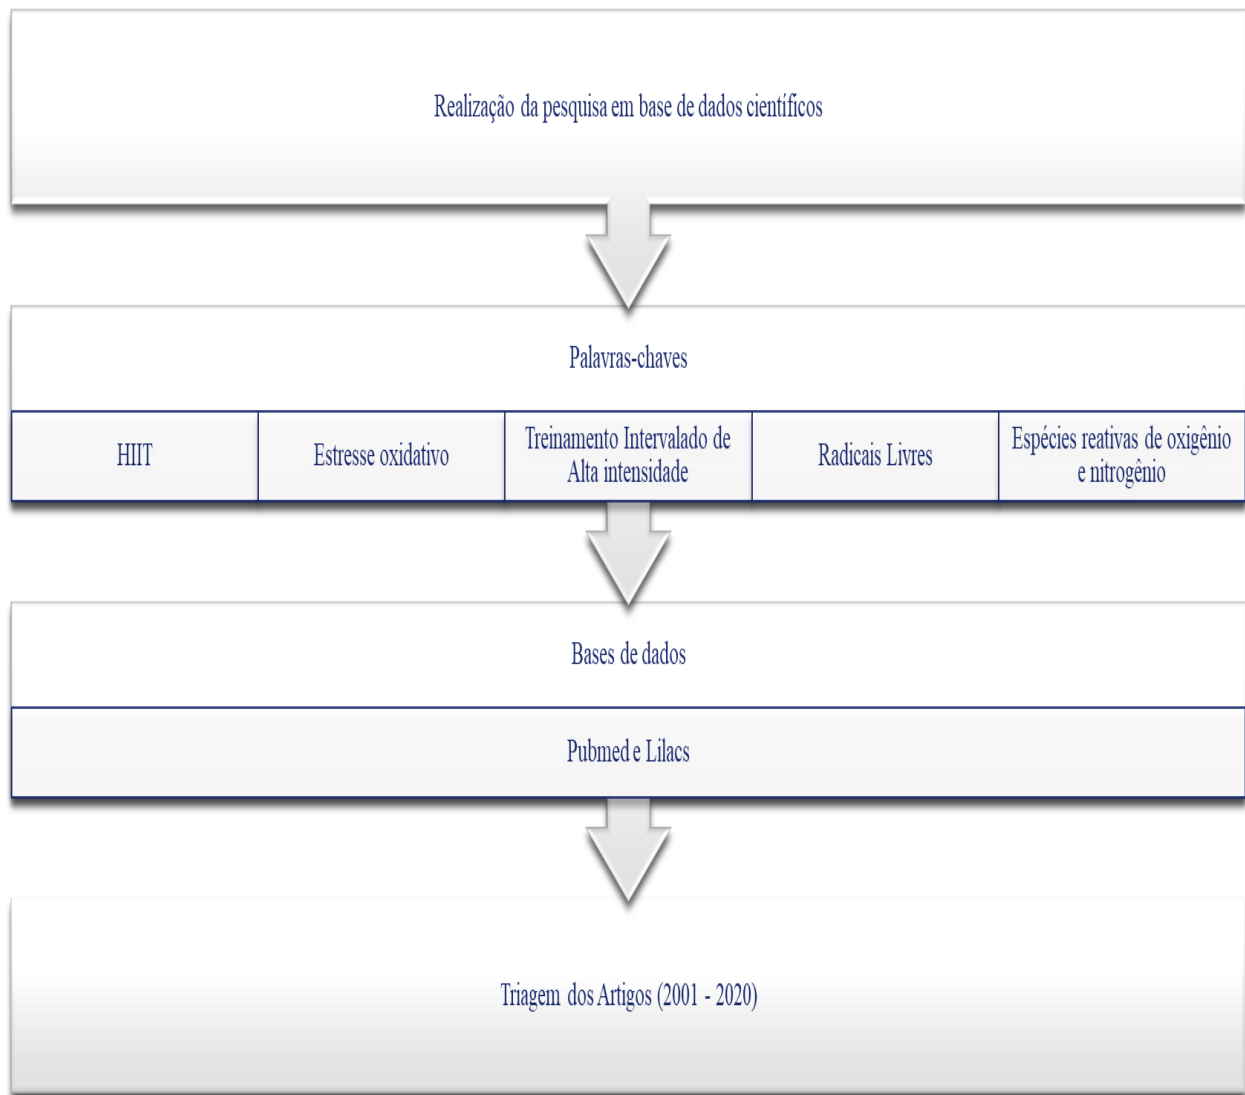 Realização da pesquisa em base de dados científicos
Palavras-chaves
HIIT
Estresse oxidativo
Treinamento Intervalado de
Alta intensidade
Radicais Livres
Espécies reativas de oxigênio
e nitrogênio
Bases de dados
Pubmed e Lilacs
Triagem dos Artigos (2001 - 2020)